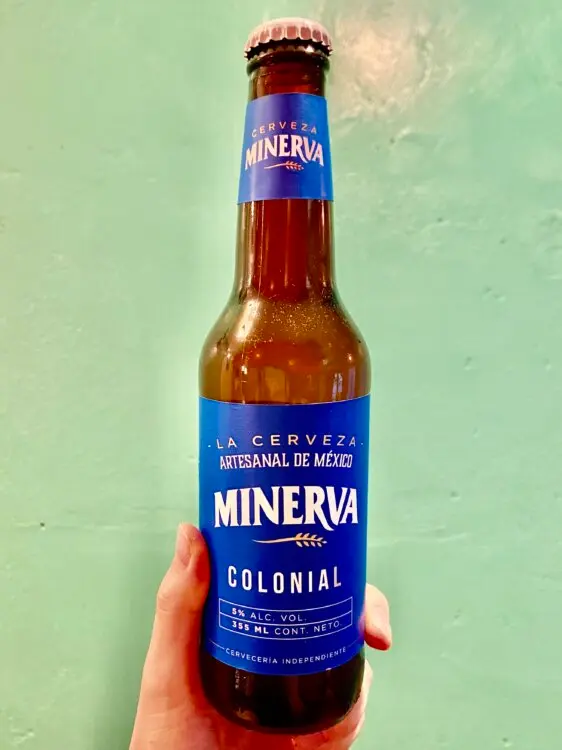 CERVEZA
MINERVA
- LA CERVEZA -
ARTESANAL DE MÉXICO
MINERVA
COLONIAL
5% ALC. VOL.
355 ML CONT. NETO.
CERVECERÍA INDEPENDIENTE